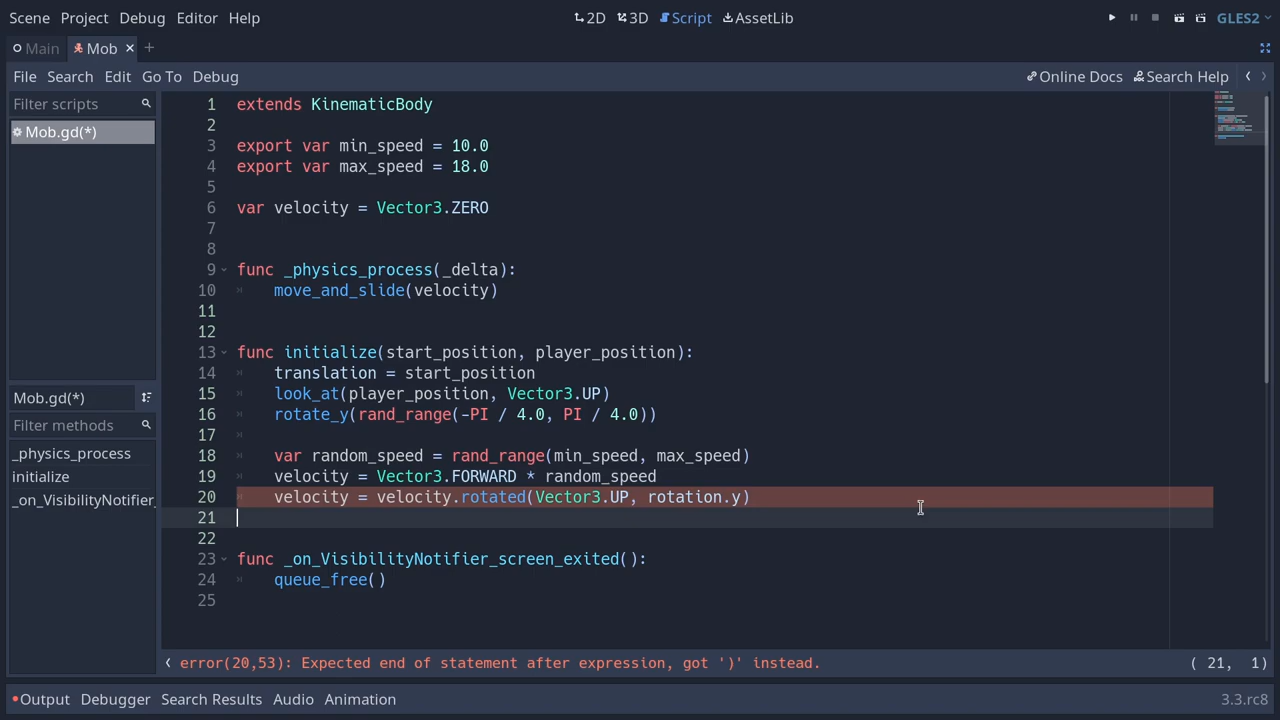 Scene Project Debug Editor Help 2D 3D Script AssetLib GLES2
Main Mob × +
File Search Edit Go To Debug Online Docs Search Help
Filter scripts
Mob.gd(*)
Mob.gd(*)
Filter methods
_physics_process
initialize
_on_VisibilityNotifier_
1 extends KinematicBody
2
3 export var min_speed = 10.0
4 export var max_speed = 18.0
5
6 var velocity = Vector3.ZERO
7
8
9 func _physics_process(_delta):
10 move_and_slide(velocity)
11
12
13 func initialize(start_position, player_position):
14 translation = start_position
15 look_at(player_position, Vector3.UP)
16 rotate_y(rand_range(-PI / 4.0, PI / 4.0))
17
18 var random_speed = rand_range(min_speed, max_speed)
19 velocity = Vector3.FORWARD * random_speed
20 velocity = velocity.rotated(Vector3.UP, rotation.y)
21
22
23 func _on_VisibilityNotifier_screen_exited():
24 queue_free()
25
error(20,53): Expected end of statement after expression, got ')' instead. ( 21, 1)
Output Debugger Search Results Audio Animation 3.3.rc8